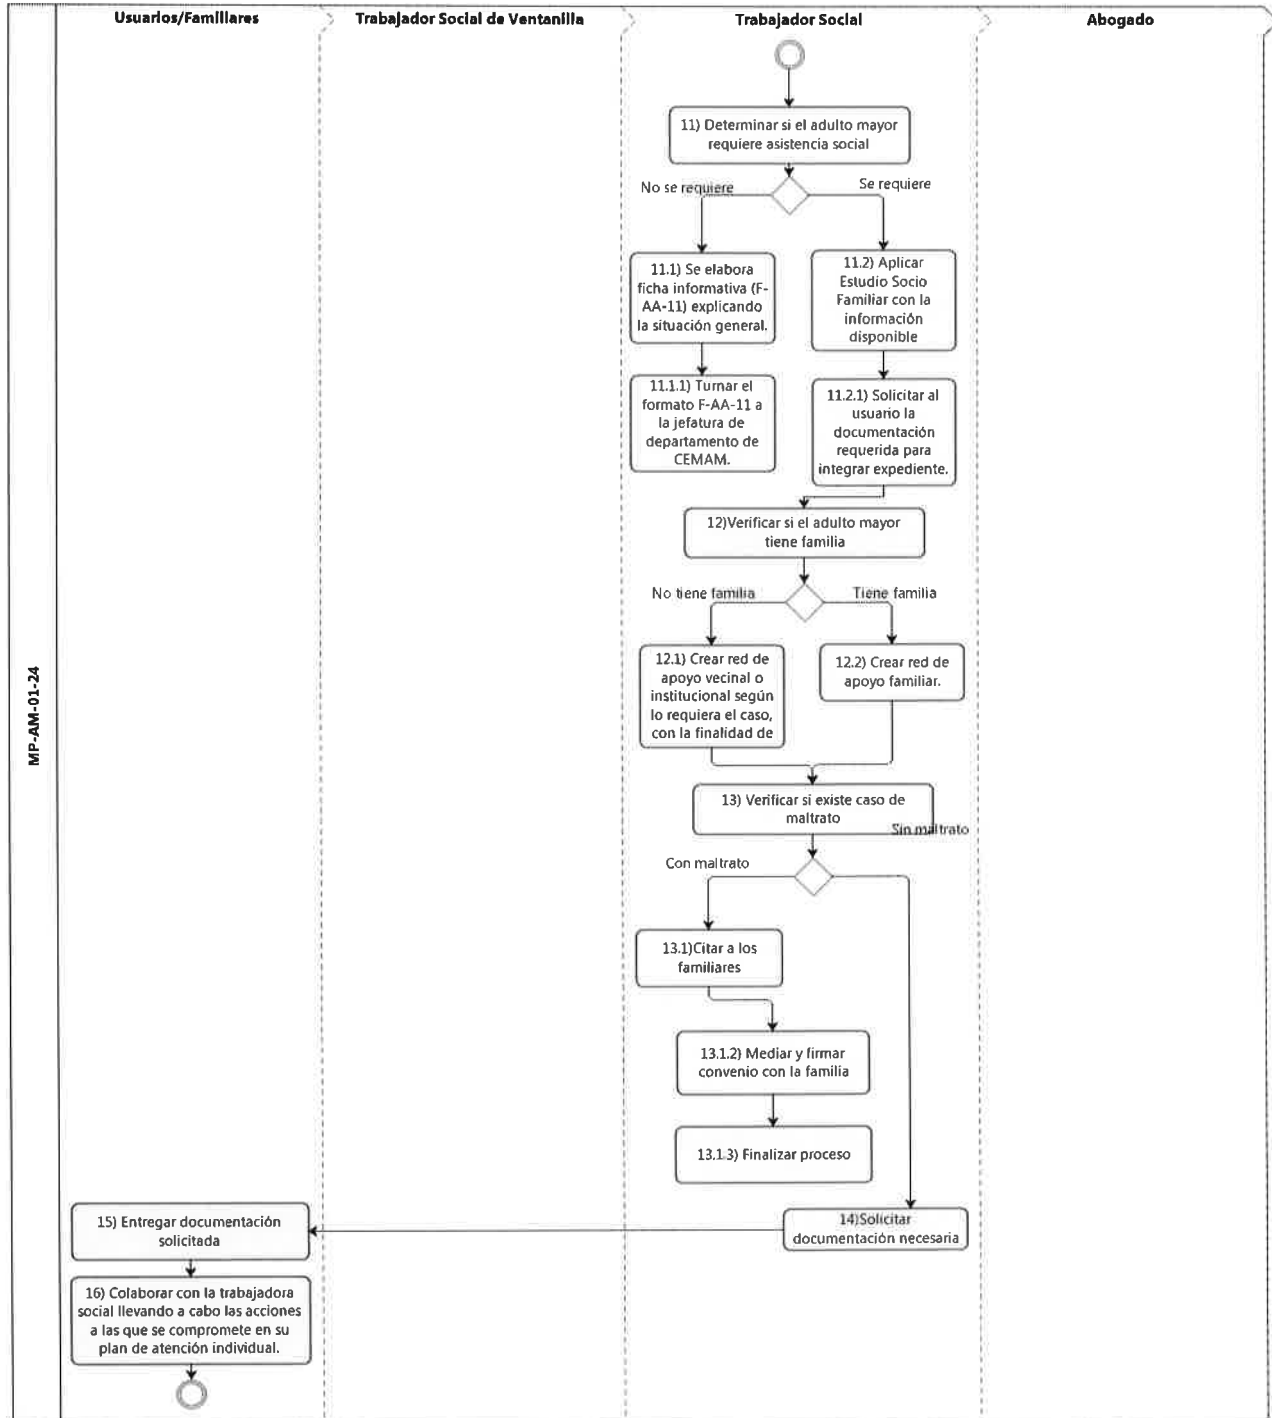 Usuarios/Familiares
Trabajador Social de Ventanilla
Trabajador Social
Abogado
MP-AM-01-24
11) Determinar si el adulto mayor
requiere asistencia social
No se requiere
Se requiere
11.1) Se elabora
ficha informativa (F-
AA-11) explicando
la situación general.
11.2) Aplicar
Estudio Socio
Familiar con la
información
disponible
11.1.1) Turnar el
formato F-AA-11 a
la jefatura de
departamento de
CEMAM.
11.2.1) Solicitar al
usuario la
documentación
requerida para
integrar expediente.
12)Verificar si el adulto mayor
tiene familia
No tiene familia
Tiene familia
12.1) Crear red de
apoyo vecinal o
institucional según
lo requiera el caso,
con la finalidad de
12.2) Crear red de
apoyo familiar.
13) Verificar si existe caso de
maltrato
Sin maltrato
Con maltrato
13.1)Citar a los
familiares
13.1.2) Mediar y firmar
convenio con la familia
13.1.3) Finalizar proceso
14)Solicitar
documentación necesaria
15) Entregar documentación
solicitada
16) Colaborar con la trabajadora
social llevando a cabo las acciones
a las que se compromete en su
plan de atención individual.